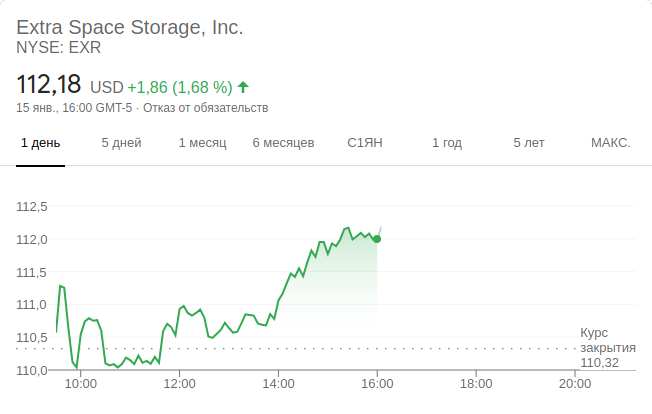 Extra Space Storage, Inc.
NYSE: EXR
112,18 USD +1,86 (1,68 %)
15 янв., 16:00 GMT-5 · Отказ от обязательств
1 день 5 дней 1 месяц 6 месяцев С1ЯН 1 год 5 лет МАКС.
112,5
112,0
111,5
111,0
110,5
110,0
Курс
закрытия
110,32
10:00 12:00 14:00 16:00 18:00 20:00